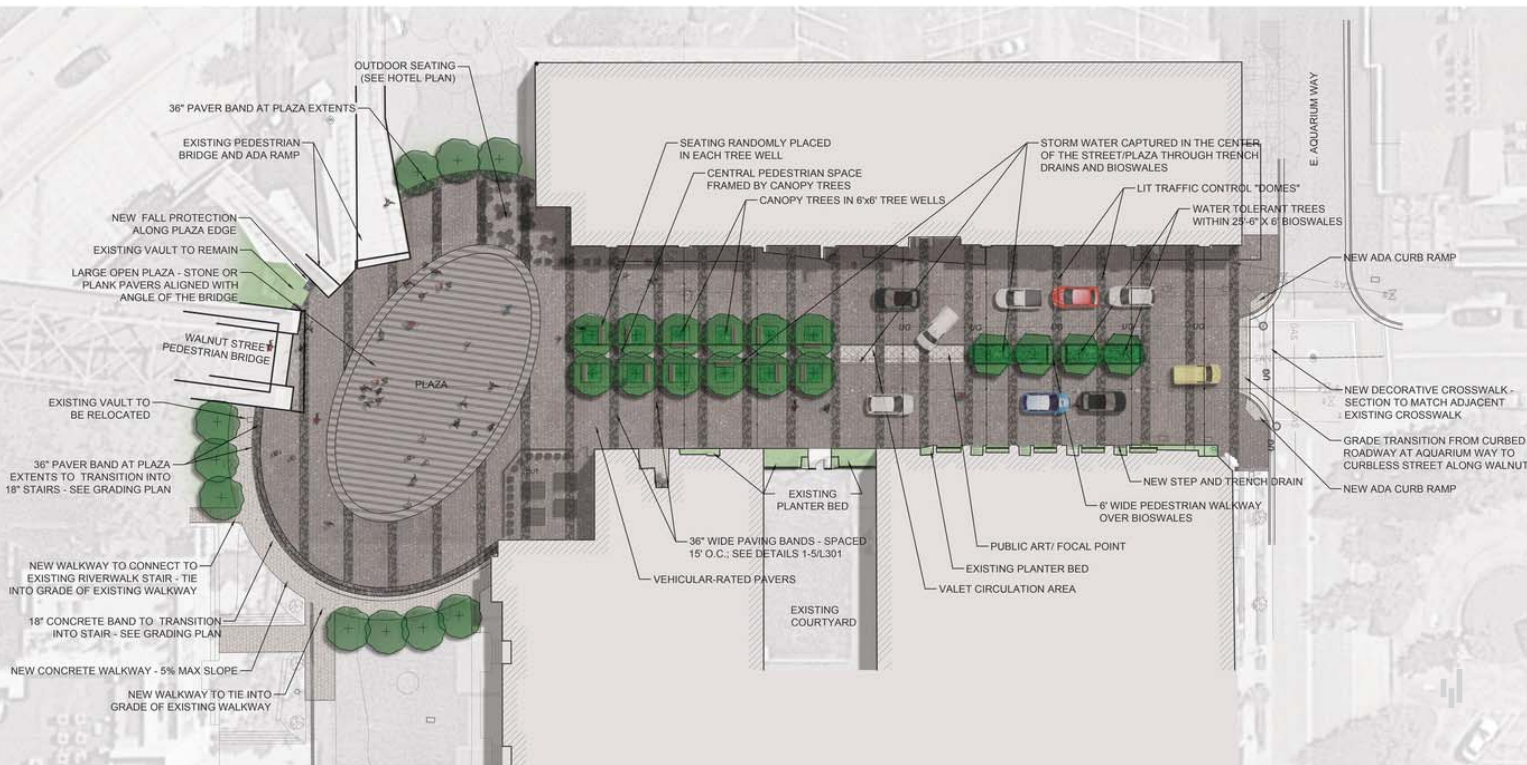 OUTDOOR SEATING
(SEE HOTEL PLAN)
36" PAVER BAND AT PLAZA EXTENTS
EXISTING PEDESTRIAN
BRIDGE AND ADA RAMP
NEW FALL PROTECTION
ALONG PLAZA EDGE
EXISTING VAULT TO REMAIN
LARGE OPEN PLAZA - STONE OR
PLANK PAVERS ALIGNED WITH
ANGLE OF THE BRIDGE
WALNUT STREET
PEDESTRIAN BRIDGE
EXISTING VAULT TO
BE RELOCATED
36" PAVER BAND AT PLAZA
EXTENTS TO TRANSITION INTO
18" STAIRS - SEE GRADING PLAN
NEW WALKWAY TO CONNECT TO
EXISTING RIVERWALK STAIR - TIE
INTO GRADE OF EXISTING WALKWAY
18" CONCRETE BAND TO TRANSITION
INTO STAIR - SEE GRADING PLAN
NEW CONCRETE WALKWAY - 5% MAX SLOPE
NEW WALKWAY TO TIE INTO
GRADE OF EXISTING WALKWAY
PLAZA
SEATING RANDOMLY PLACED
IN EACH TREE WELL
CENTRAL PEDESTRIAN SPACE
FRAMED BY CANOPY TREES
CANOPY TREES IN 6'x6' TREE WELLS
EXISTING
PLANTER BED
36" WIDE PAVING BANDS - SPACED
15' O.C.; SEE DETAILS 1-5/L301
VEHICULAR-RATED PAVERS
EXISTING
COURTYARD
STORM WATER CAPTURED IN THE CENTER
OF THE STREET/PLAZA THROUGH TRENCH
DRAINS AND BIOSWALES
LIT TRAFFIC CONTROL "DOMES"
WATER TOLERANT TREES
WITHIN 25'-6" X 6' BIOSWALES
E. AQUARIUM WAY
NEW ADA CURB RAMP
NEW DECORATIVE CROSSWALK -
SECTION TO MATCH ADJACENT
EXISTING CROSSWALK
GRADE TRANSITION FROM CURBED
ROADWAY AT AQUARIUM WAY TO
CURBLESS STREET ALONG WALNUT
NEW ADA CURB RAMP
NEW STEP AND TRENCH DRAIN
6' WIDE PEDESTRIAN WALKWAY
OVER BIOSWALES
PUBLIC ART/ FOCAL POINT
EXISTING PLANTER BED
VALET CIRCULATION AREA